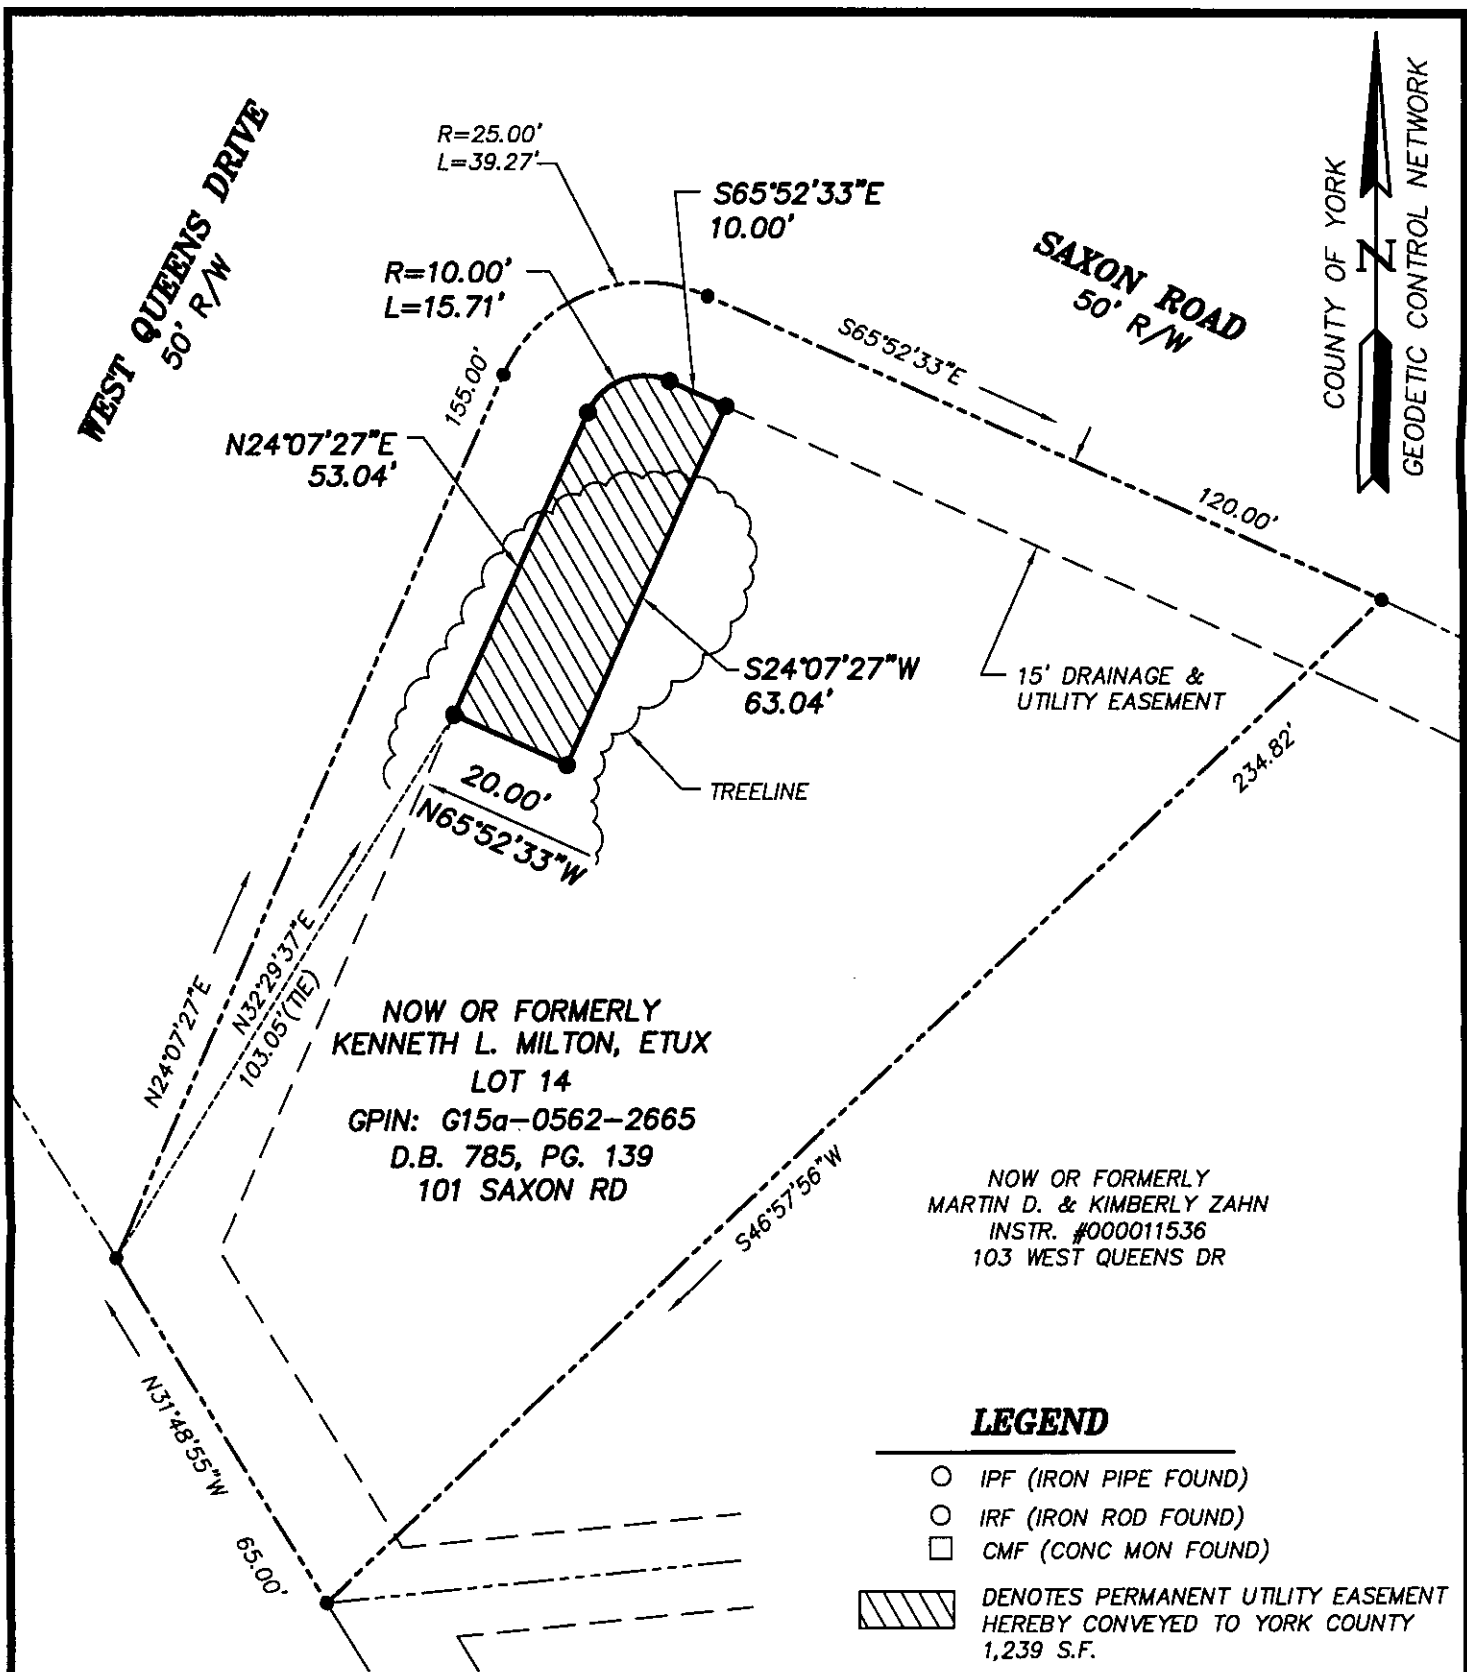 WEST QUEENS DRIVE
50' R/W
R=25.00'
L=39.27'
S65°52'33"E
10.00'
R=10.00'
L=15.71'
SAXON ROAD
50' R/W
COUNTY OF YORK
GEODETIC CONTROL NETWORK
N
S65°52'33"E
155.00'
N24°07'27"E
53.04'
120.00'
S24°07'27"W
63.04'
15' DRAINAGE &
UTILITY EASEMENT
234.82'
TREELINE
20.00'
N65°52'33"W
N24°07'27"E
N32°29'37"E
103.05'(TIE)
NOW OR FORMERLY
KENNETH L. MILTON, ETUX
LOT 14
GPIN: G15a-0562-2665
D.B. 785, PG. 139
101 SAXON RD
S46°57'56"W
NOW OR FORMERLY
MARTIN D. & KIMBERLY ZAHN
INSTR. #000011536
103 WEST QUEENS DR
N31°48'55"W
65.00'
LEGEND
IPF (IRON PIPE FOUND)
IRF (IRON ROD FOUND)
CMF (CONC MON FOUND)
DENOTES PERMANENT UTILITY EASEMENT
HEREBY CONVEYED TO YORK COUNTY
1,239 S.F.